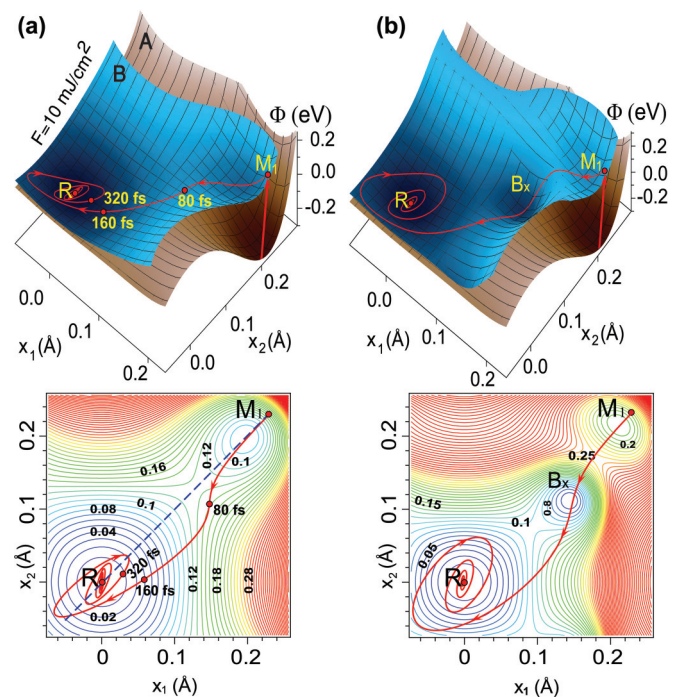 (a)
A
B
F=10 mJ/cm²
Φ (eV)
0.2
0.0
-0.2
M₁
R
320 fs
160 fs
80 fs
0.0
0.1
0.2
x₁(Å)
0.2
0.1
0.0
x₂(Å)
(b)
Φ (eV)
0.2
0.0
-0.2
M₁
Bₓ
R
0.0
0.1
0.2
x₁(Å)
0.2
0.1
0.0
x₂(Å)
M₁
0.12
0.1
0.16
0.1
0.08
0.04
80 fs
R
320 fs
160 fs
0.02
0.12
0.18
0.28
0.2
0.1
0
x₂ (Å)
0 0.1 0.2
x₁ (Å)
M₁
0.2
0.25
Bₓ
0.15
0.8
0.1
0.05
R
0.2
0.1
0
x₂ (Å)
0 0.1 0.2
x₁ (Å)